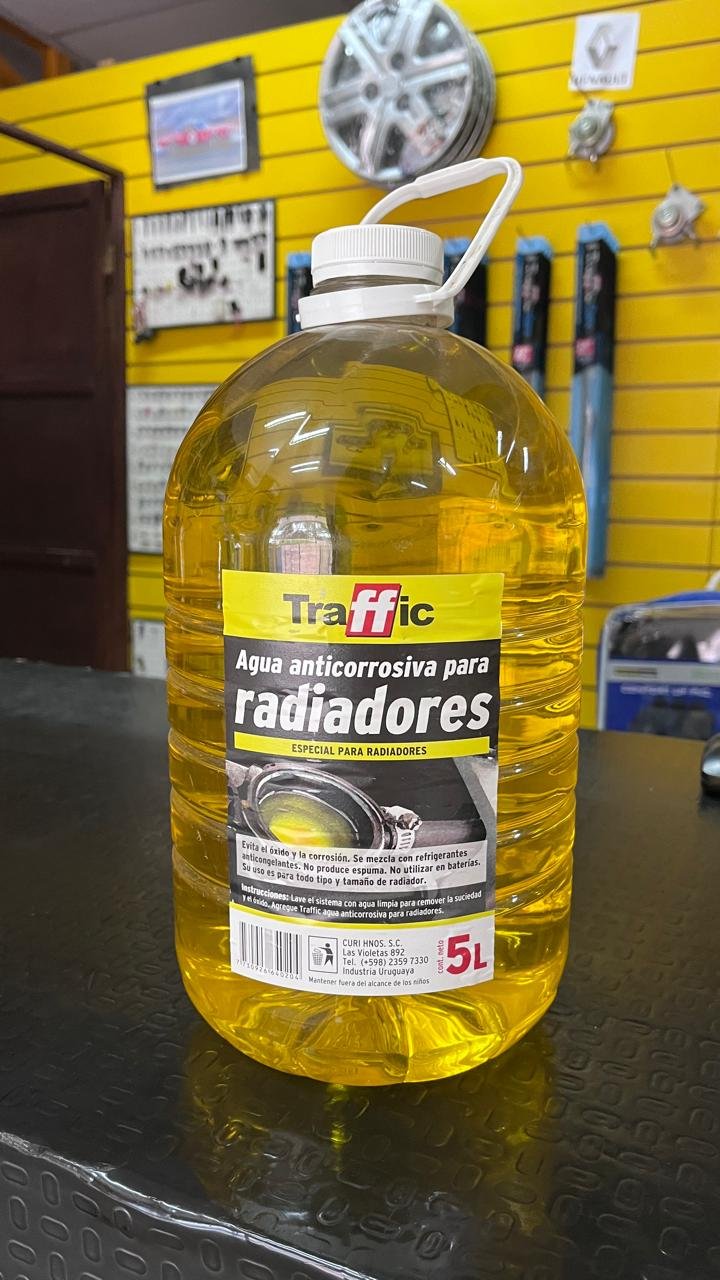 RENAULT
Traffic
Agua anticorrosiva para
radiadores
ESPECIAL PARA RADIADORES
Evita el óxido y la corrosión. Se mezcla con refrigerantes
anticongelantes. No produce espuma. No utilizar en baterías.
Su uso es para todo tipo y tamaño de radiador.
Instrucciones: Lave el sistema con agua limpia para remover la suciedad
y el óxido. Agregue Traffic agua anticorrosiva para radiadores.
CURI HNOS. S.C.
Las Violetas 892
Tel. (+598) 2359 7330
Industria Uruguaya
cont. neto
5L
7730926640204
Mantener fuera del alcance de los niños